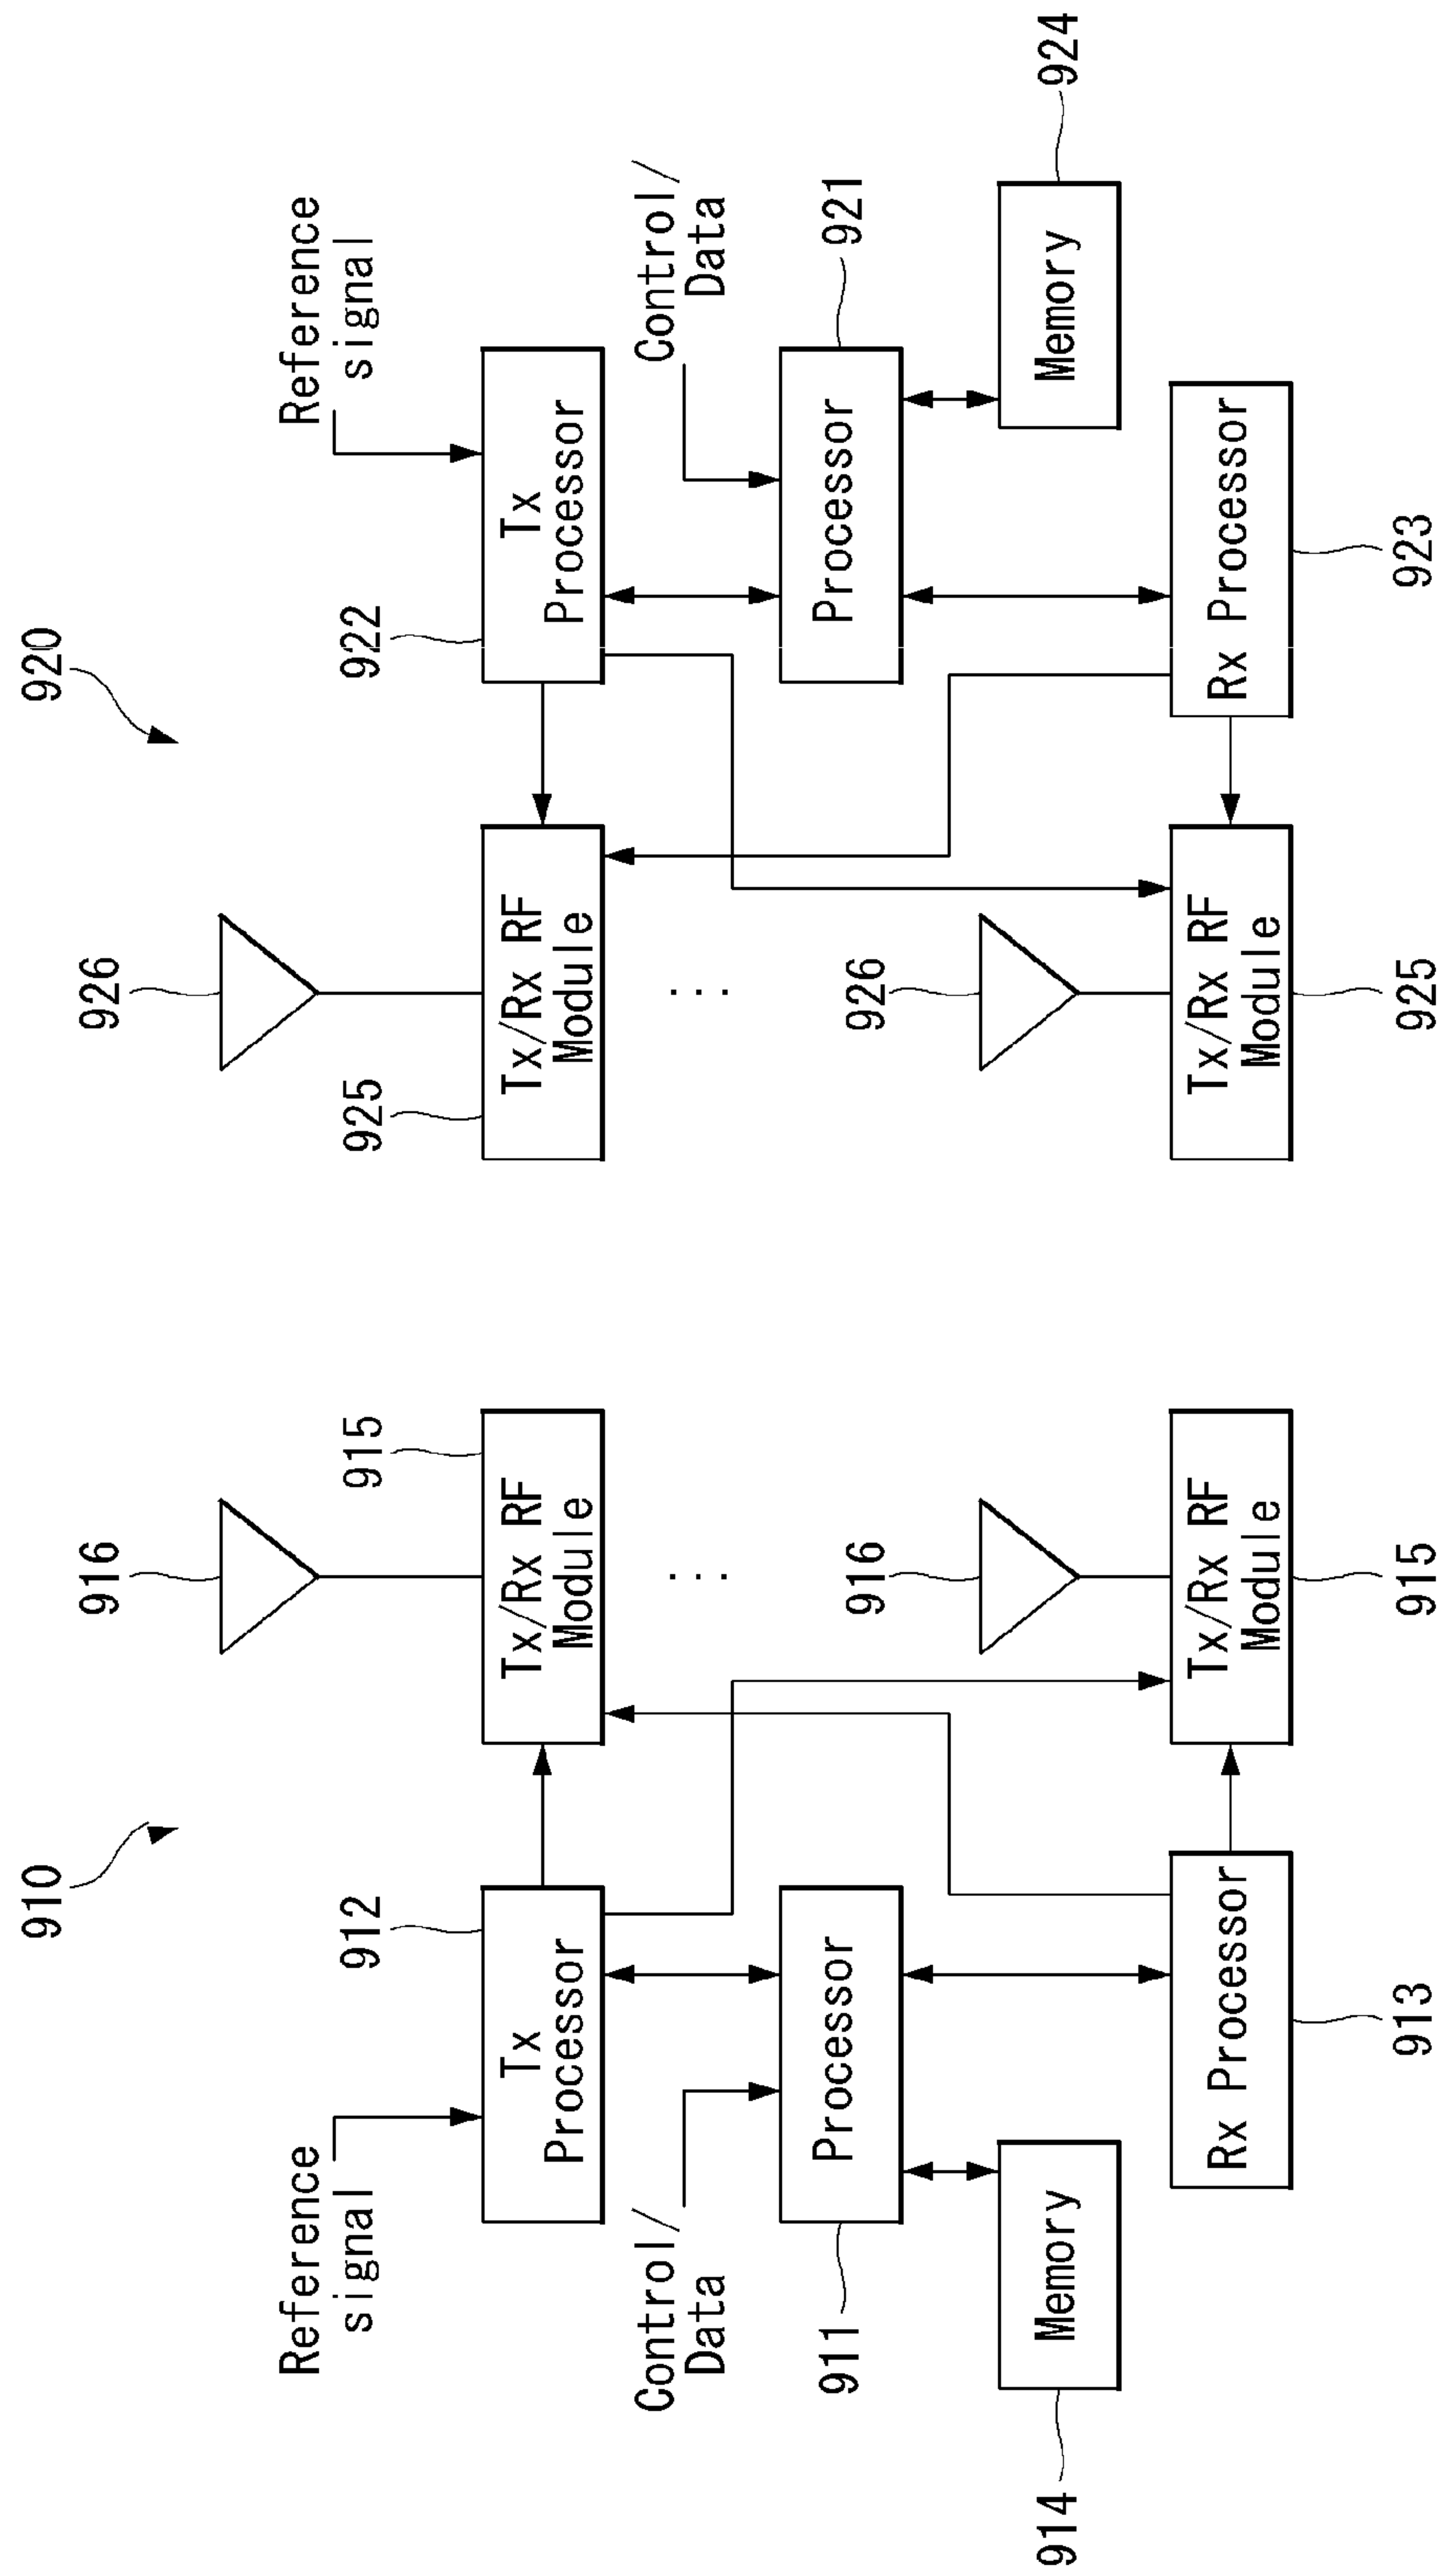 910
920
916
926
Reference
signal
912
915
925
922
Reference
signal
Tx
Processor
Tx/Rx RF
Module
Tx/Rx RF
Module
Tx
Processor
Control/
Data
...
...
Control/
Data
911
Processor
916
926
Processor
921
914
Memory
Memory
924
Rx Processor
Tx/Rx RF
Module
Tx/Rx RF
Module
Rx Processor
913
915
925
923